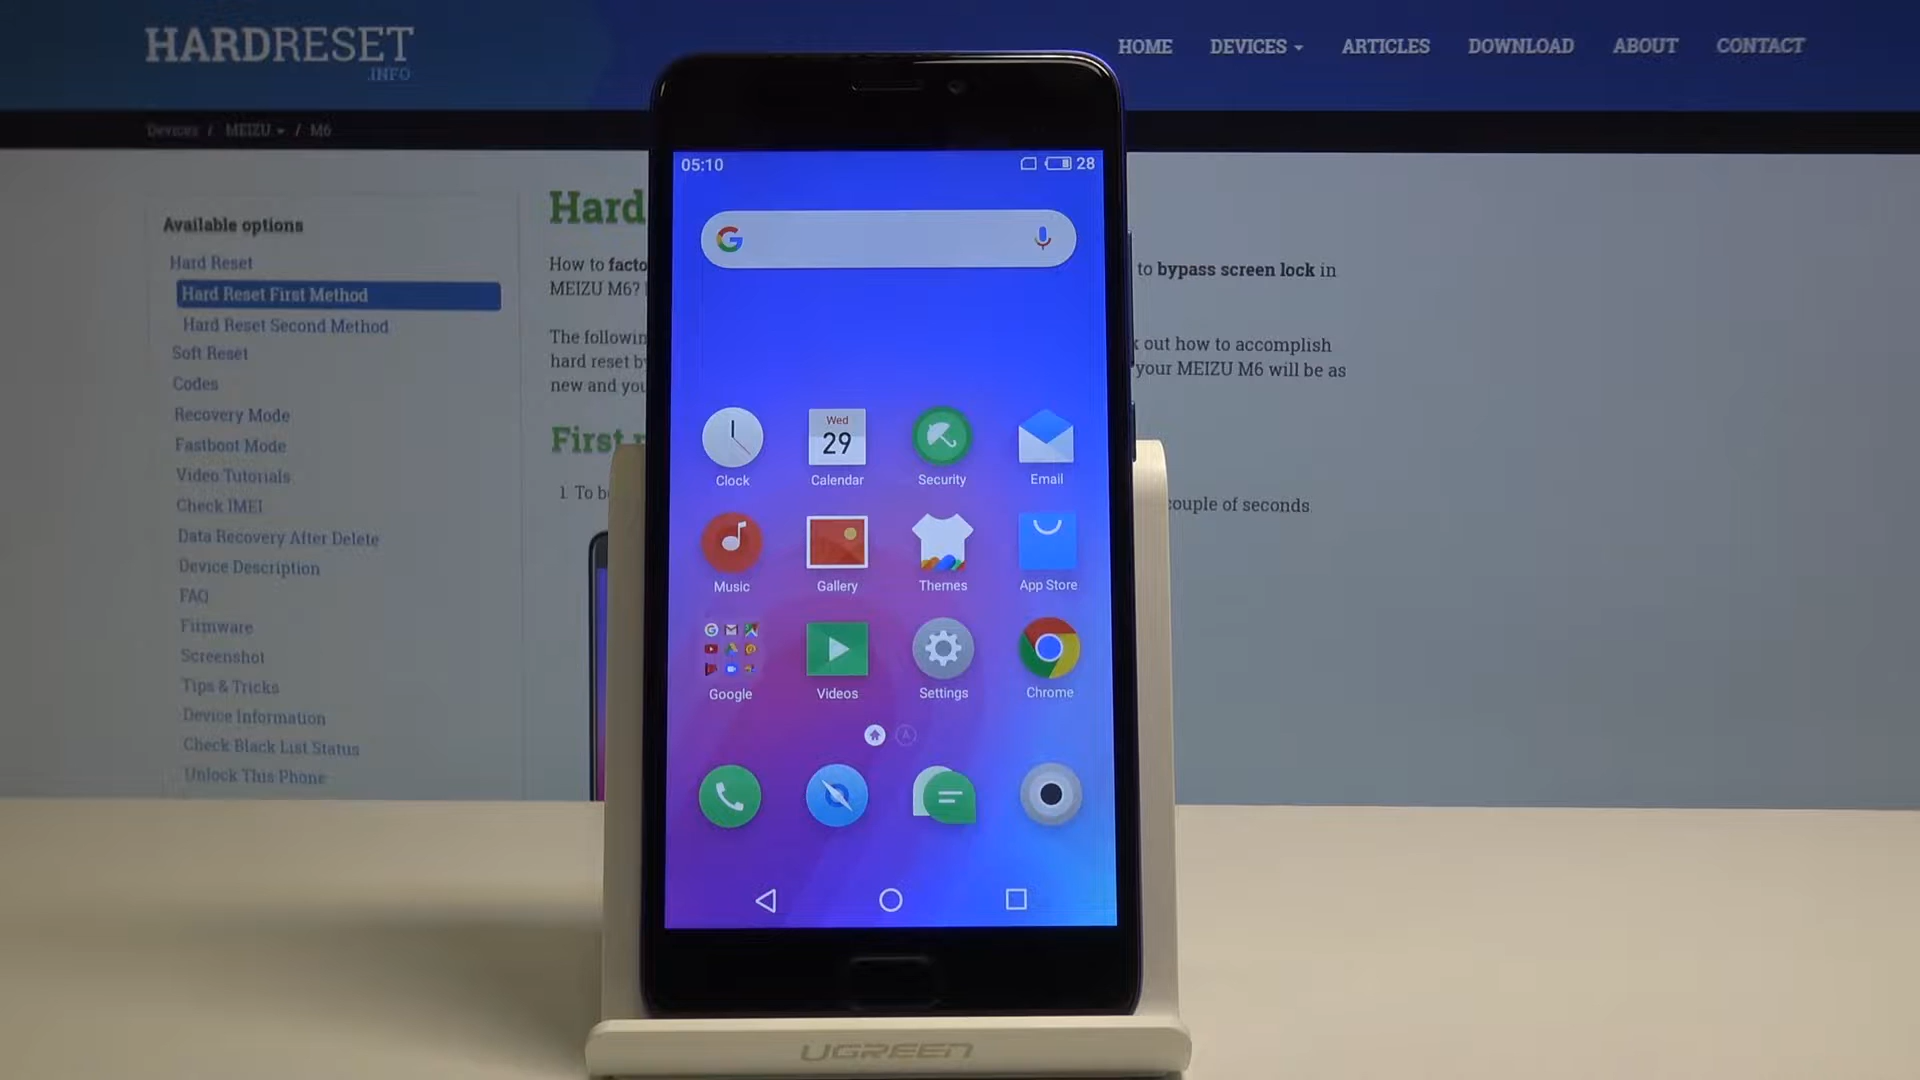 HARDRESET
.INFO
HOME DEVICES ARTICLES DOWNLOAD ABOUT CONTACT
Devices / MEIZU / M6
Available options
Hard Reset
Hard Reset First Method
Hard Reset Second Method
Soft Reset
Codes
Recovery Mode
Fastboot Mode
Video Tutorials
Check IMEI
Data Recovery After Delete
Device Description
FAQ
Firmware
Screenshot
Tips & Tricks
Device Information
Check Black List Status
Unlock This Phone
Hard
How to facto
to bypass screen lock in
MEIZU M6?
The followin
out how to accomplish
hard reset by
your MEIZU M6 will be as
new and you
First
1. To b
couple of seconds
05:10 28
G
Wed
29
Clock Calendar Security Email
Music Gallery Themes App Store
Google Videos Settings Chrome
A
UGREEN